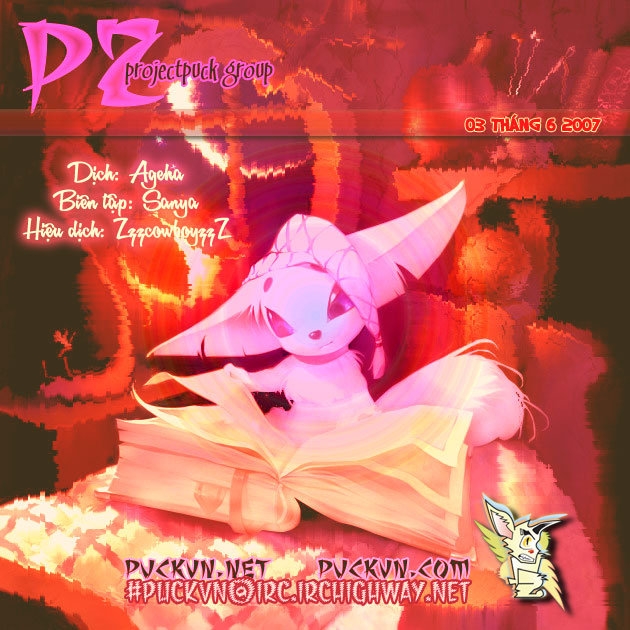 PZ
projectpuck group
03 THÁNG 6 2007
Dịch: Ageha
Biên tập: Sanya
Hiệu dịch: ZzzcowboyzzZ
PUCKVN.NET PUCKVN.COM
#PUCKVN@IRC.IRCHIGHWAY.NET